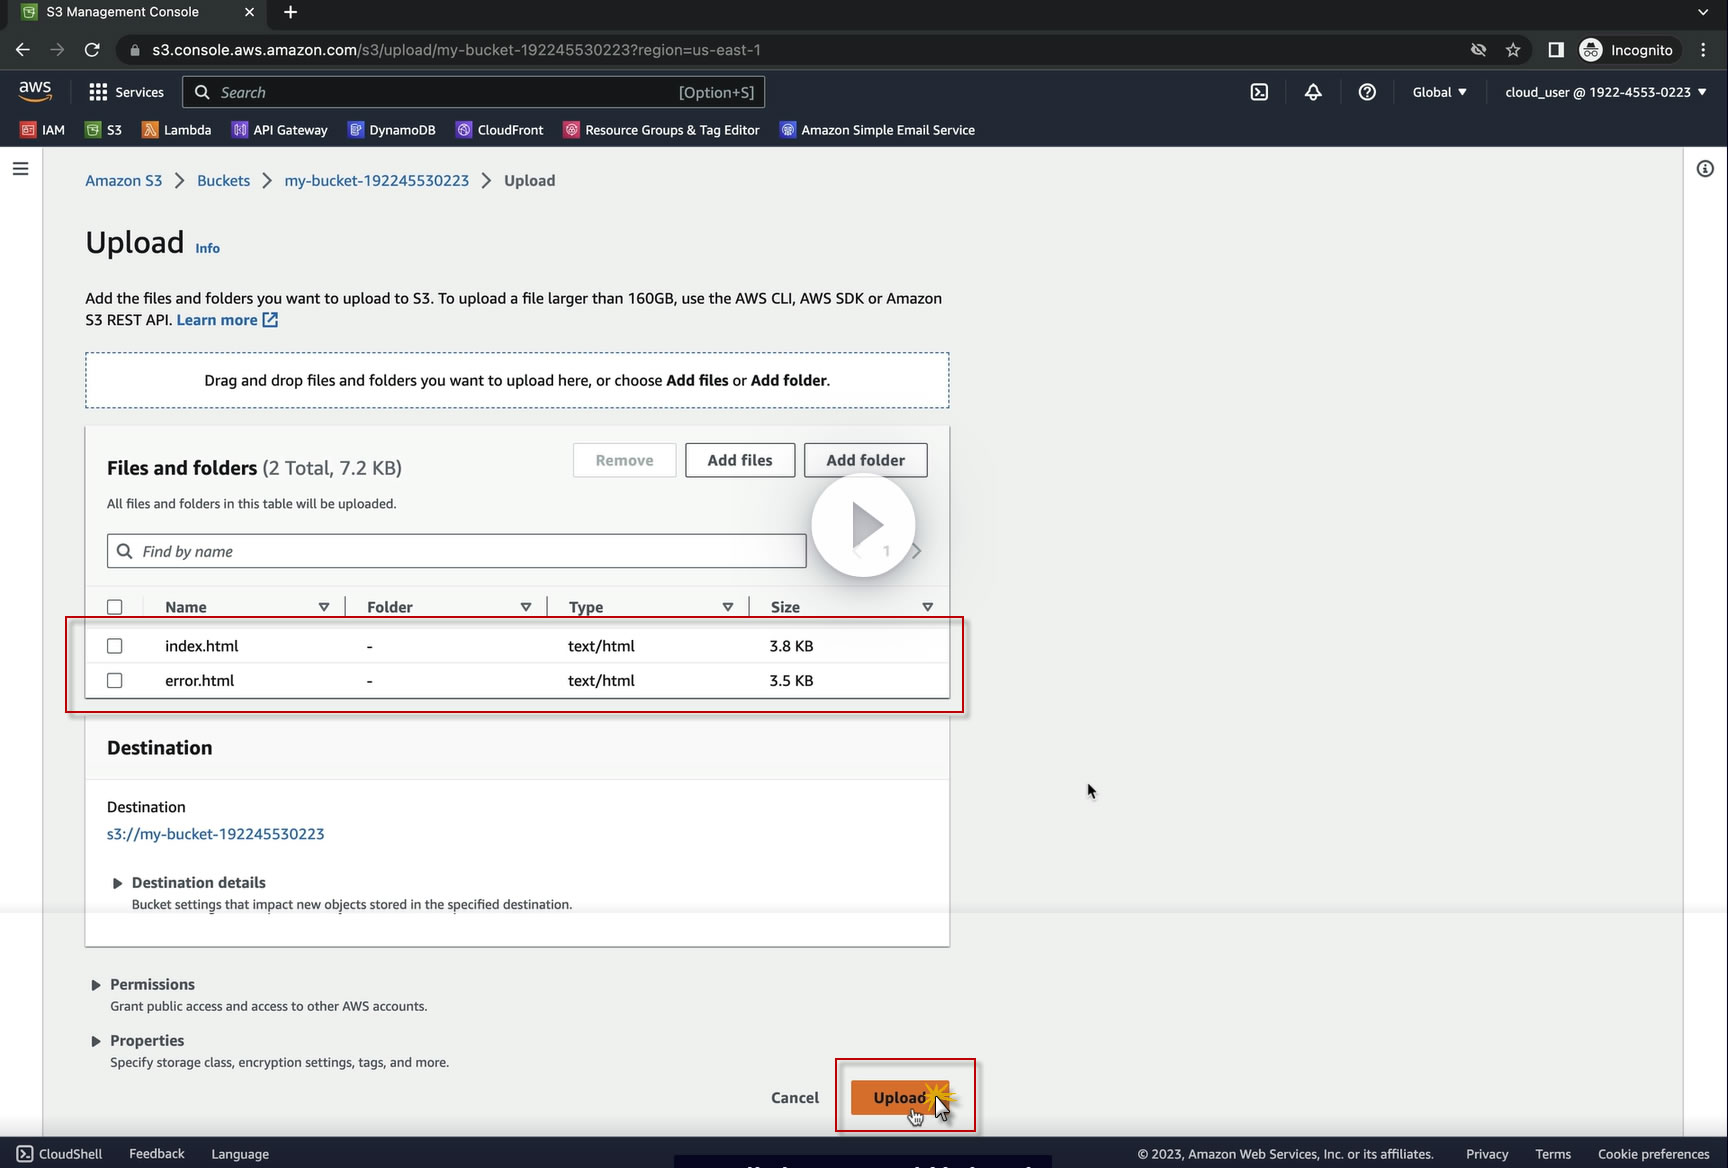 S3 Management Console
s3.console.aws.amazon.com/s3/upload/my-bucket-192245530223?region=us-east-1
Incognito
aws
Services
Search
[Option+S]
Global
cloud_user @ 1922-4553-0223
IAM
S3
Lambda
API Gateway
DynamoDB
CloudFront
Resource Groups & Tag Editor
Amazon Simple Email Service
Amazon S3 > Buckets > my-bucket-192245530223 > Upload
Upload Info
Add the files and folders you want to upload to S3. To upload a file larger than 160GB, use the AWS CLI, AWS SDK or Amazon
S3 REST API. Learn more
Drag and drop files and folders you want to upload here, or choose Add files or Add folder.
Files and folders (2 Total, 7.2 KB)
Remove
Add files
Add folder
All files and folders in this table will be uploaded.
Find by name
1
Name Folder Type Size
index.html - text/html 3.8 KB
error.html - text/html 3.5 KB
Destination
Destination
s3://my-bucket-192245530223
Destination details
Bucket settings that impact new objects stored in the specified destination.
Permissions
Grant public access and access to other AWS accounts.
Properties
Specify storage class, encryption settings, tags, and more.
Cancel
Upload
CloudShell
Feedback
Language
© 2023, Amazon Web Services, Inc. or its affiliates.
Privacy
Terms
Cookie preferences